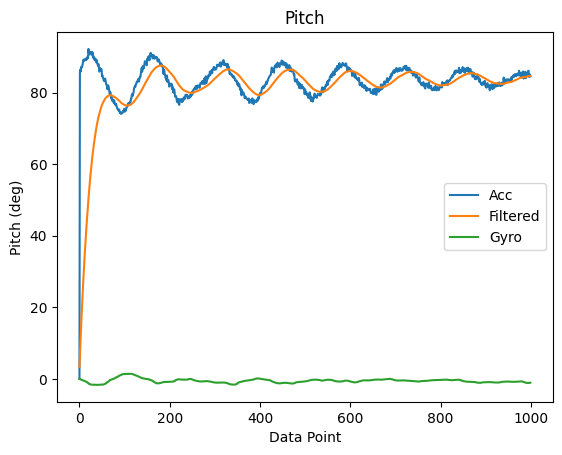 Pitch
Pitch (deg)
80
60
40
20
0
Acc
Filtered
Gyro
0 200 400 600 800 1000
Data Point